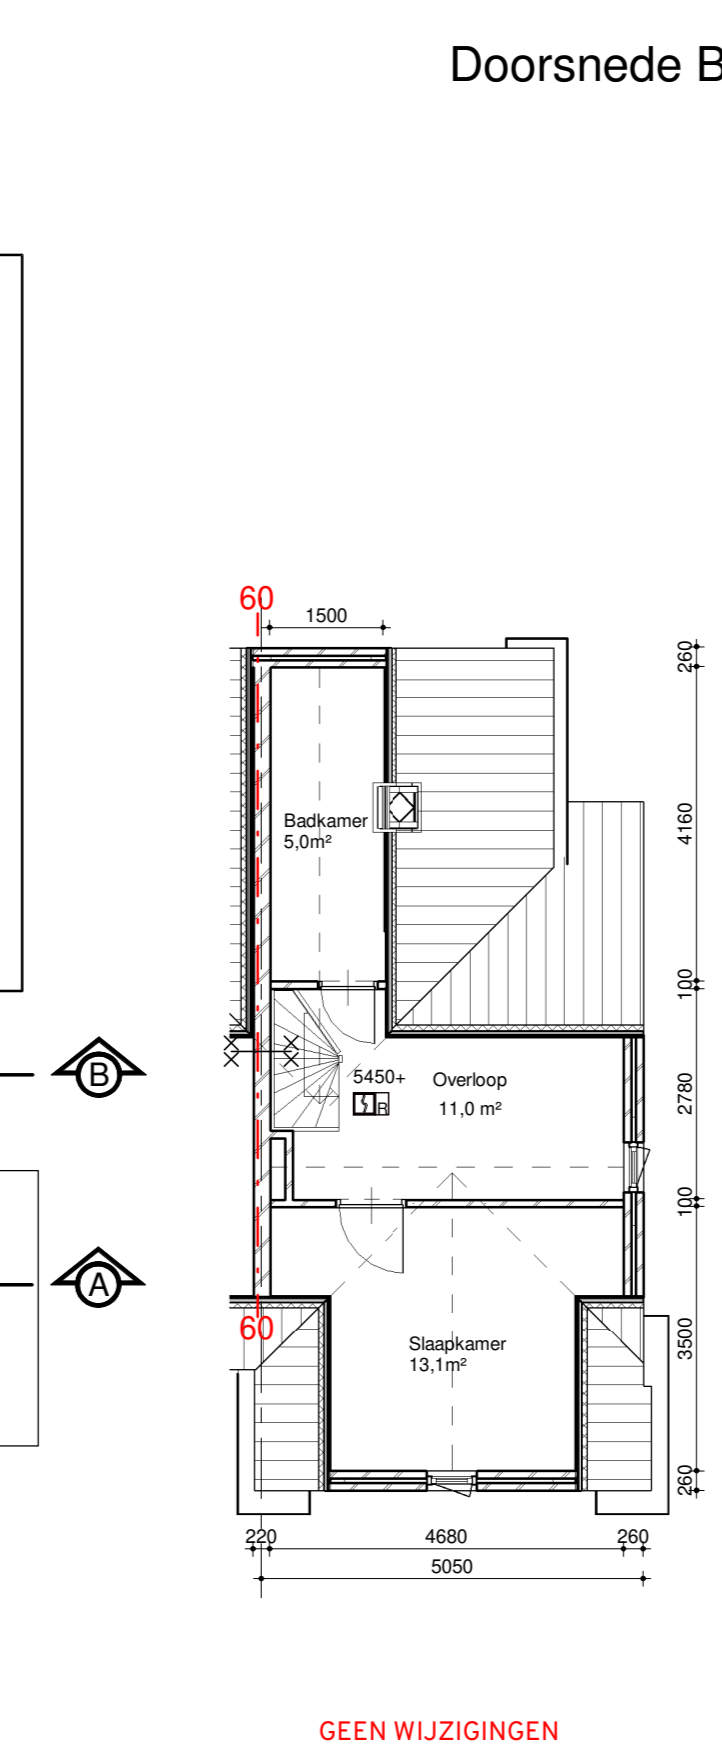 Doorsnede B
60
1500
260
4160
Badkamer
5,0m²
100
B
5450+
Overloop
11,0 m²
R
2780
100
A
60
Slaapkamer
13,1m²
3500
260
220
4680
260
5050
GEEN WIJZIGINGEN